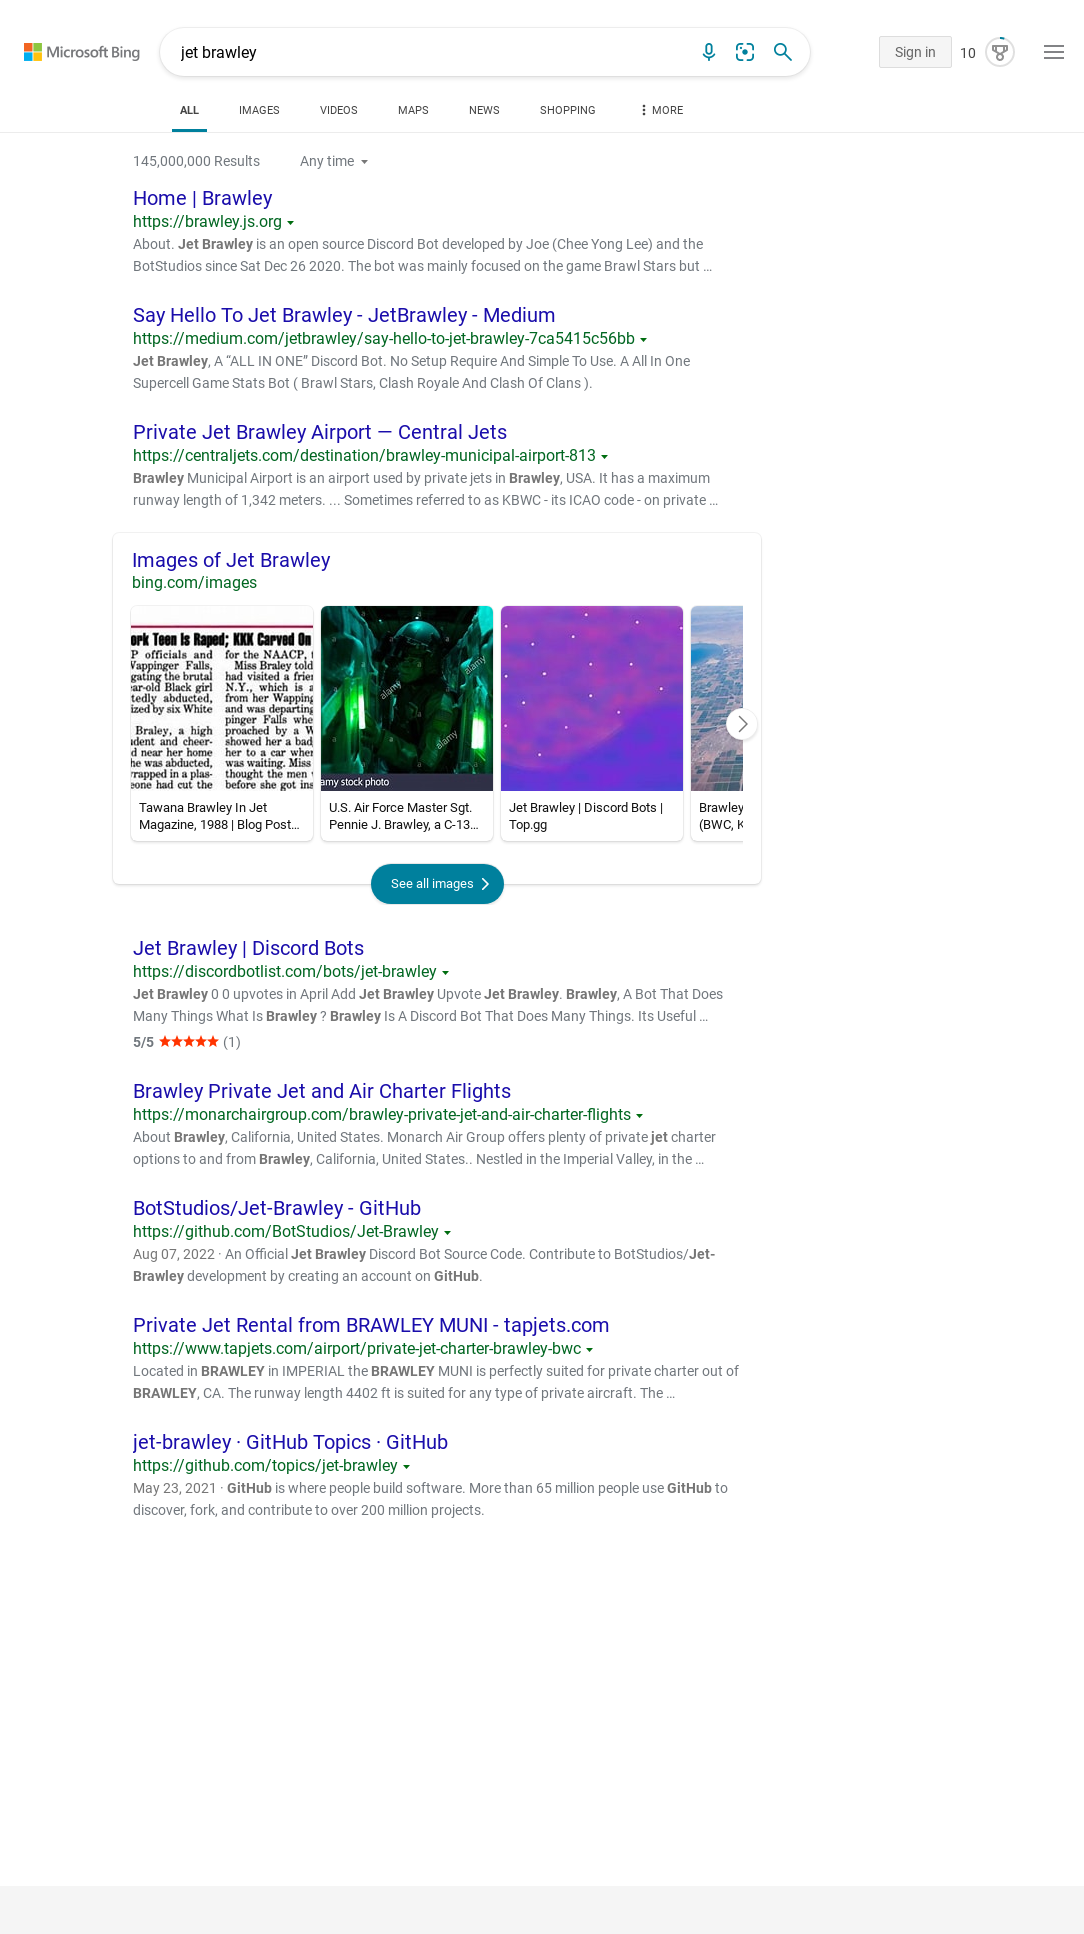 Microsoft Bing
jet brawley
Sign in
10
ALL
IMAGES
VIDEOS
MAPS
NEWS
SHOPPING
MORE
145,000,000 Results
Any time
Home | Brawley
https://brawley.js.org
About. Jet Brawley is an open source Discord Bot developed by Joe (Chee Yong Lee) and the
BotStudios since Sat Dec 26 2020. The bot was mainly focused on the game Brawl Stars but ...
Say Hello To Jet Brawley - JetBrawley - Medium
https://medium.com/jetbrawley/say-hello-to-jet-brawley-7ca5415c56bb
Jet Brawley, A “ALL IN ONE” Discord Bot. No Setup Require And Simple To Use. A All In One
Supercell Game Stats Bot ( Brawl Stars, Clash Royale And Clash Of Clans ).
Private Jet Brawley Airport — Central Jets
https://centraljets.com/destination/brawley-municipal-airport-813
Brawley Municipal Airport is an airport used by private jets in Brawley, USA. It has a maximum
runway length of 1,342 meters. ... Sometimes referred to as KBWC - its ICAO code - on private ...
Images of Jet Brawley
bing.com/images
ork Teen Is Raped; KKK Carved On
P officials and
Wappinger Falls,
gating the brutal
ear-old Black girl
tedly abducted,
ized by six White
Braley, a high
udent and cheer-
d near her home
he was abducted,
wrapped in a plas-
eone had cut the
for the NAACP, t
Miss Braley told
had visited a frie
N.Y., which is a
from her Wapping
and was departing
pinger Falls whe
proached by a W
showed her a bad
her to a car wher
was waiting. Miss
thought the men
before she got ins
alamy
alamy
alamy
amy stock photo
Tawana Brawley In Jet
Magazine, 1988 | Blog Post...
U.S. Air Force Master Sgt.
Pennie J. Brawley, a C-13...
Jet Brawley | Discord Bots |
Top.gg
Brawley
(BWC, K
See all images
Jet Brawley | Discord Bots
https://discordbotlist.com/bots/jet-brawley
Jet Brawley 0 0 upvotes in April Add Jet Brawley Upvote Jet Brawley. Brawley, A Bot That Does
Many Things What Is Brawley ? Brawley Is A Discord Bot That Does Many Things. Its Useful ...
5/5 ★★★★★ (1)
Brawley Private Jet and Air Charter Flights
https://monarchairgroup.com/brawley-private-jet-and-air-charter-flights
About Brawley, California, United States. Monarch Air Group offers plenty of private jet charter
options to and from Brawley, California, United States.. Nestled in the Imperial Valley, in the ...
BotStudios/Jet-Brawley - GitHub
https://github.com/BotStudios/Jet-Brawley
Aug 07, 2022 · An Official Jet Brawley Discord Bot Source Code. Contribute to BotStudios/Jet-
Brawley development by creating an account on GitHub.
Private Jet Rental from BRAWLEY MUNI - tapjets.com
https://www.tapjets.com/airport/private-jet-charter-brawley-bwc
Located in BRAWLEY in IMPERIAL the BRAWLEY MUNI is perfectly suited for private charter out of
BRAWLEY, CA. The runway length 4402 ft is suited for any type of private aircraft. The ...
jet-brawley · GitHub Topics · GitHub
https://github.com/topics/jet-brawley
May 23, 2021 · GitHub is where people build software. More than 65 million people use GitHub to
discover, fork, and contribute to over 200 million projects.